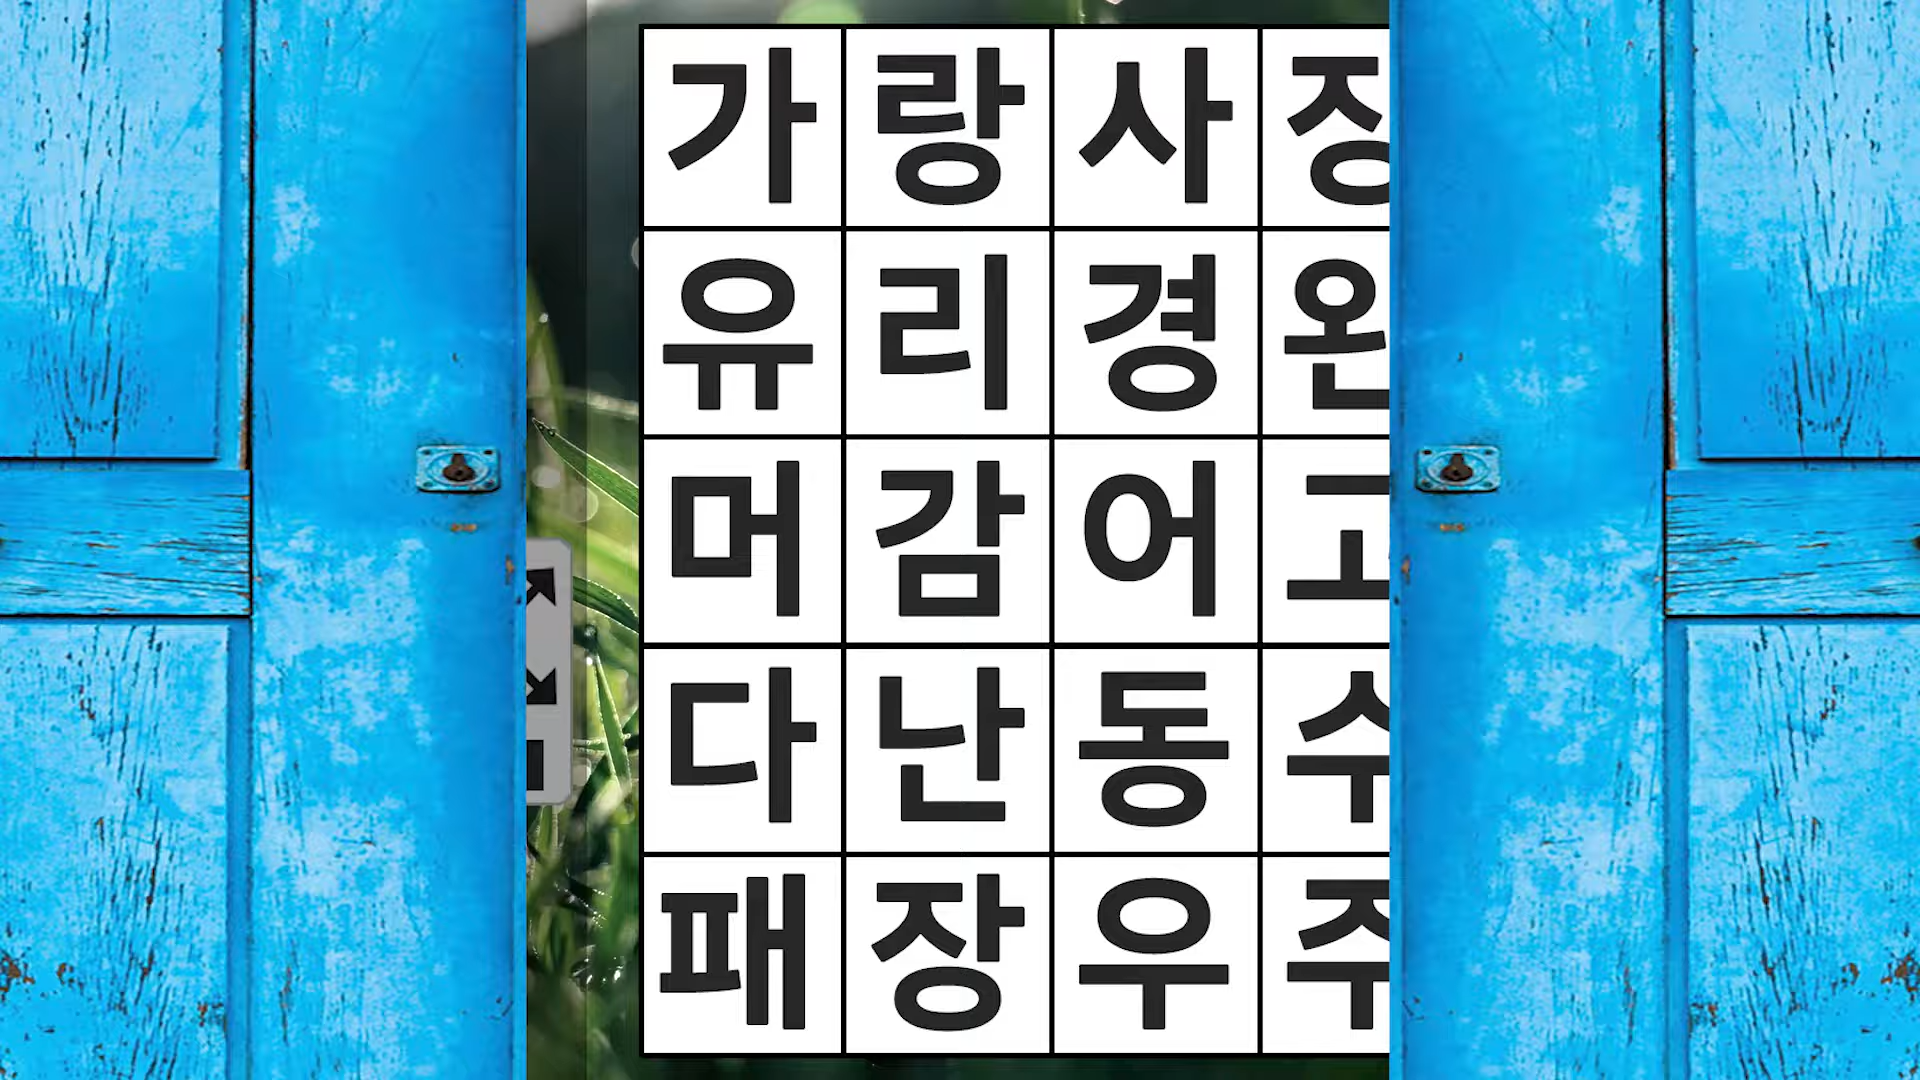 가 랑 사
유 리 경
머 감 어
다 난 동
패 장 우